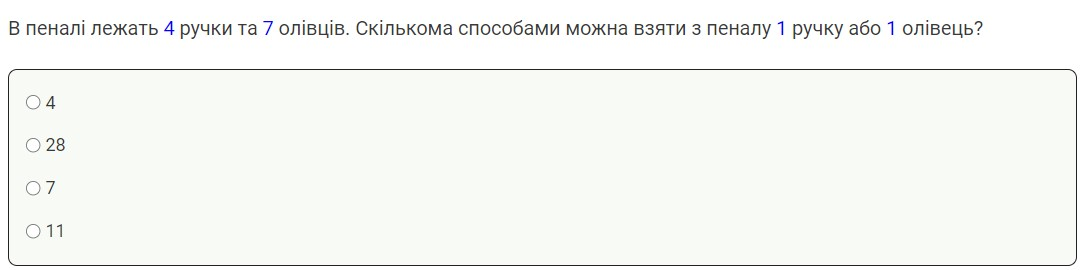 В пеналі лежать 4 ручки та 7 олівців. Скількома способами можна взяти з пеналу 1 ручку або 1 олівець?
4
28
7
11